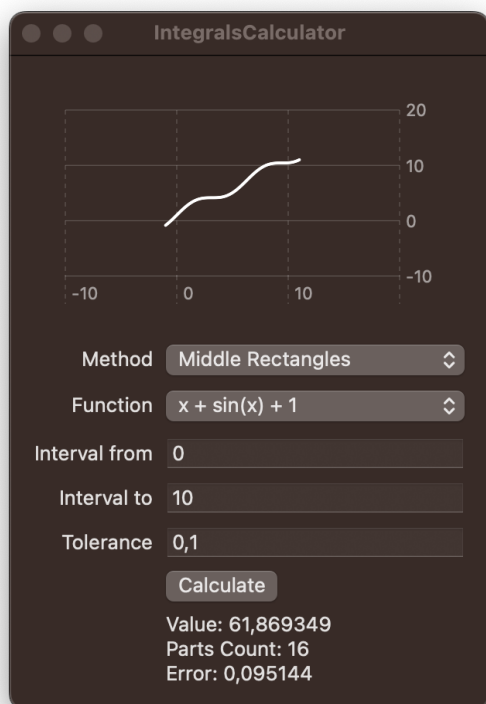 IntegralsCalculator
20
10
0
-10
-10 0 10
Method Middle Rectangles
Function x + sin(x) + 1
Interval from 0
Interval to 10
Tolerance 0,1
Calculate
Value: 61,869349
Parts Count: 16
Error: 0,095144